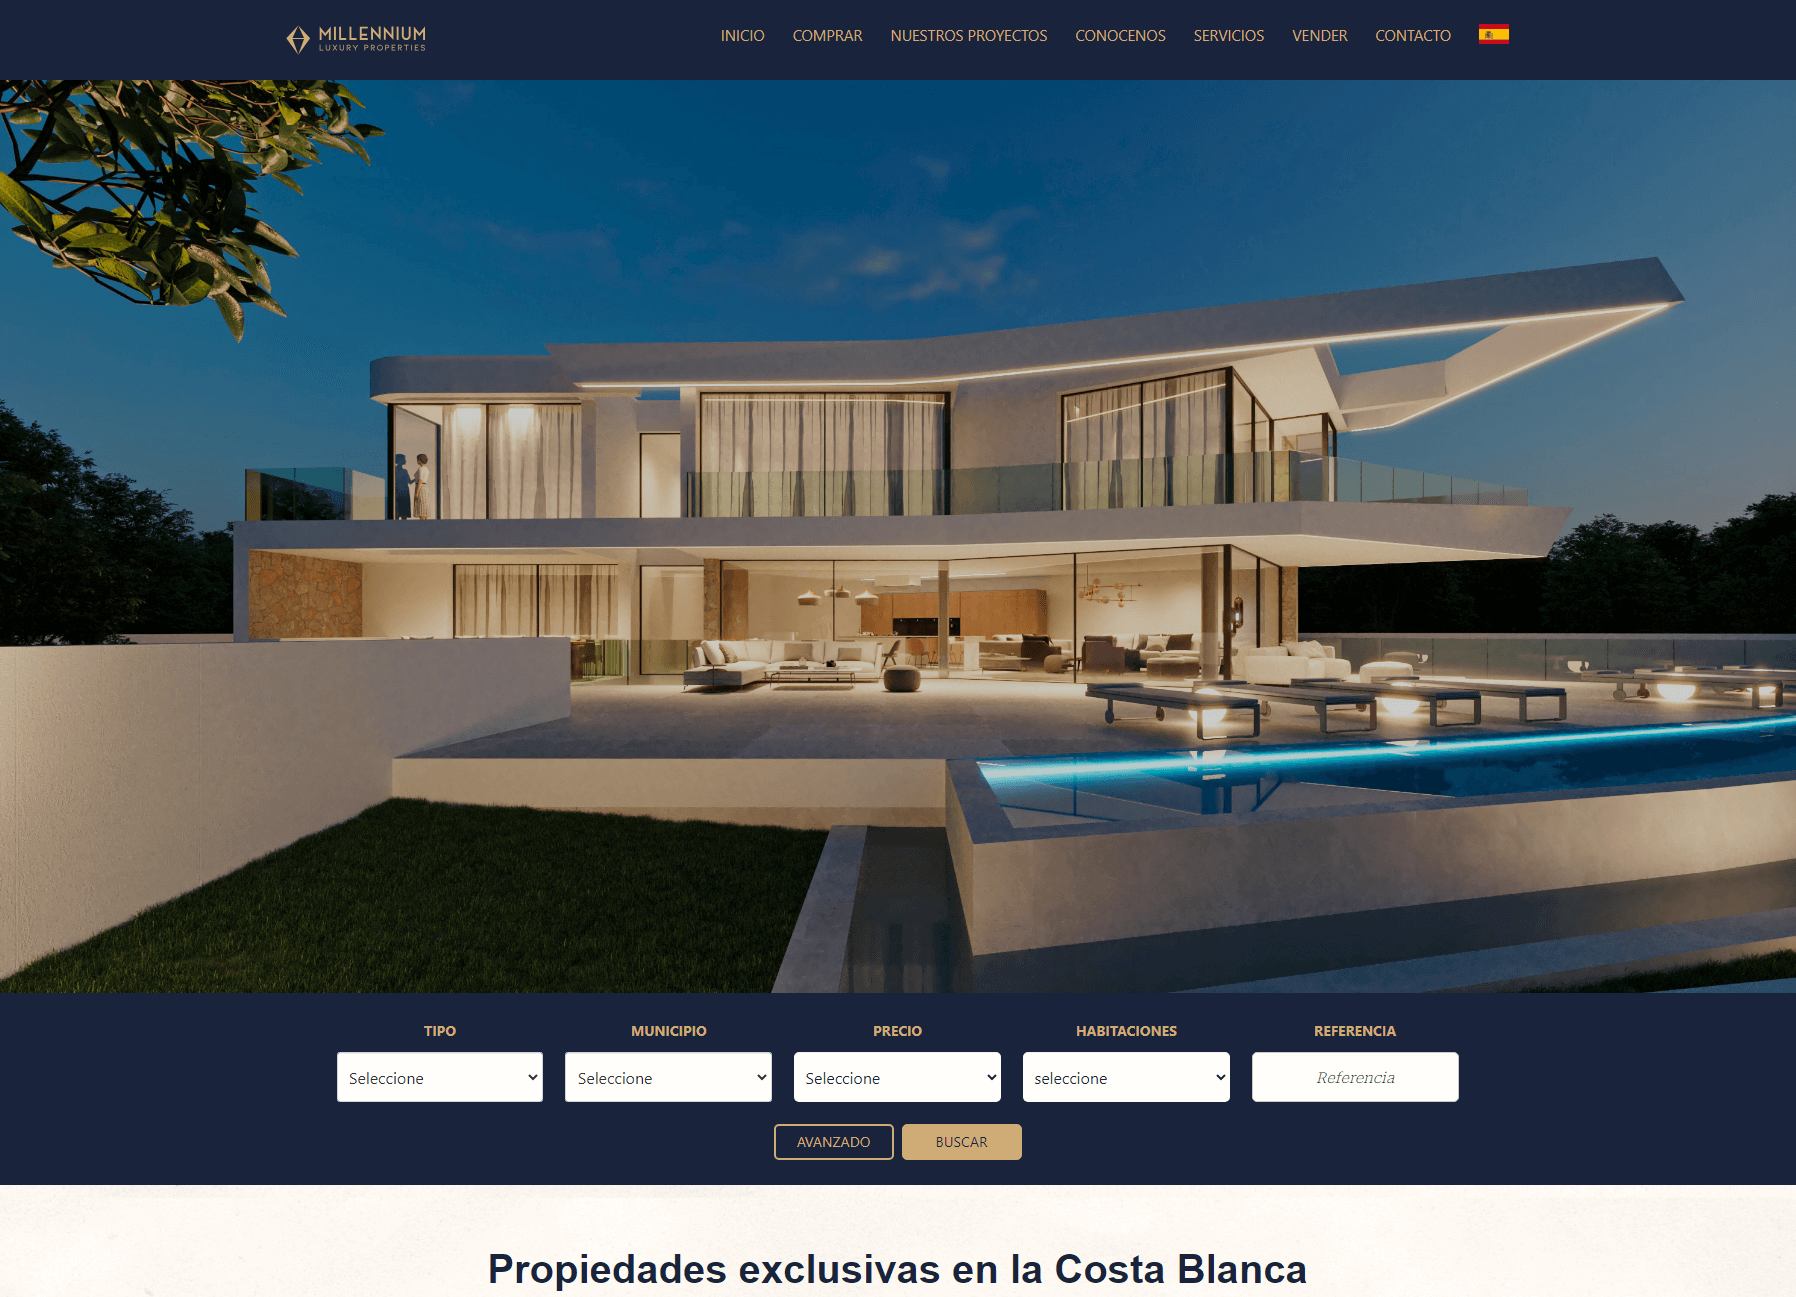 MILLENNIUM
LUXURY PROPERTIES
INICIO COMPRAR NUESTROS PROYECTOS CONOCENOS SERVICIOS VENDER CONTACTO
TIPO MUNICIPIO PRECIO HABITACIONES REFERENCIA
Seleccione Seleccione Seleccione seleccione Referencia
AVANZADO BUSCAR
Propiedades exclusivas en la Costa Blanca